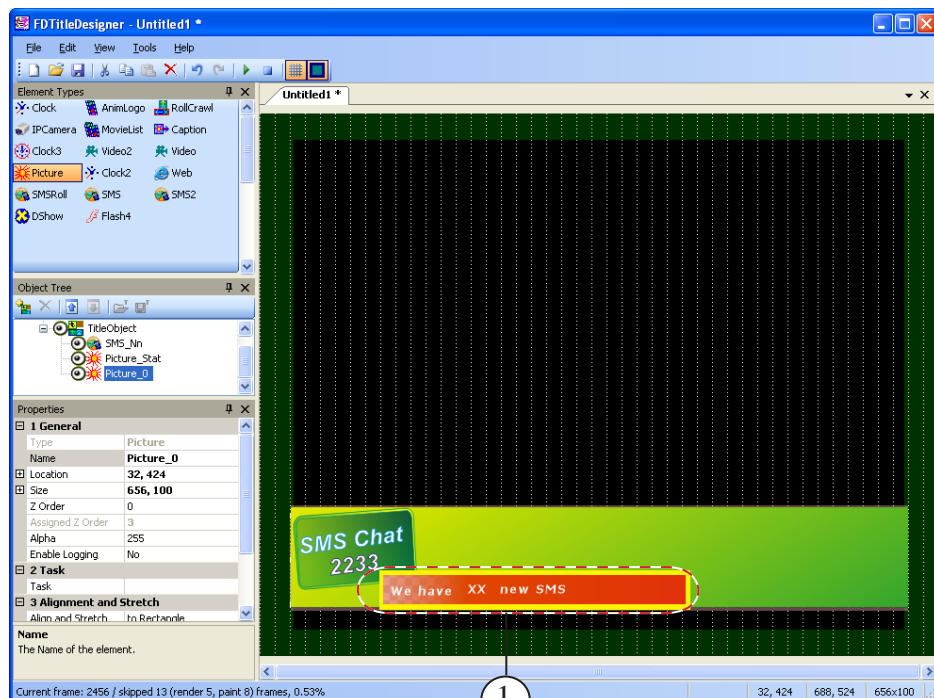 FDTitleDesigner - Untitled1 *
File Edit View Tools Help
Element Types
Clock AnimLogo RollCrawl
IPCamera MovieList Caption
Clock3 Video2 Video
Picture Clock2 Web
SMSRoll SMS SMS2
DShow Flash4
Object Tree
TitleObject
SMS_Nn
Picture_Stat
Picture_0
Properties
1 General
Type Picture
Name Picture_0
Location 32, 424
Size 656, 100
Z Order 0
Assigned Z Order 3
Alpha 255
Enable Logging No
2 Task
Task
3 Alignment and Stretch
Align and Stretch to Rectangle
Name
The Name of the element.
Untitled1 *
SMS Chat
2233
We have XX new SMS
1
Current frame: 2456 / skipped 13 (render 5, paint 8) frames, 0.53% 32, 424 688, 524 656x100